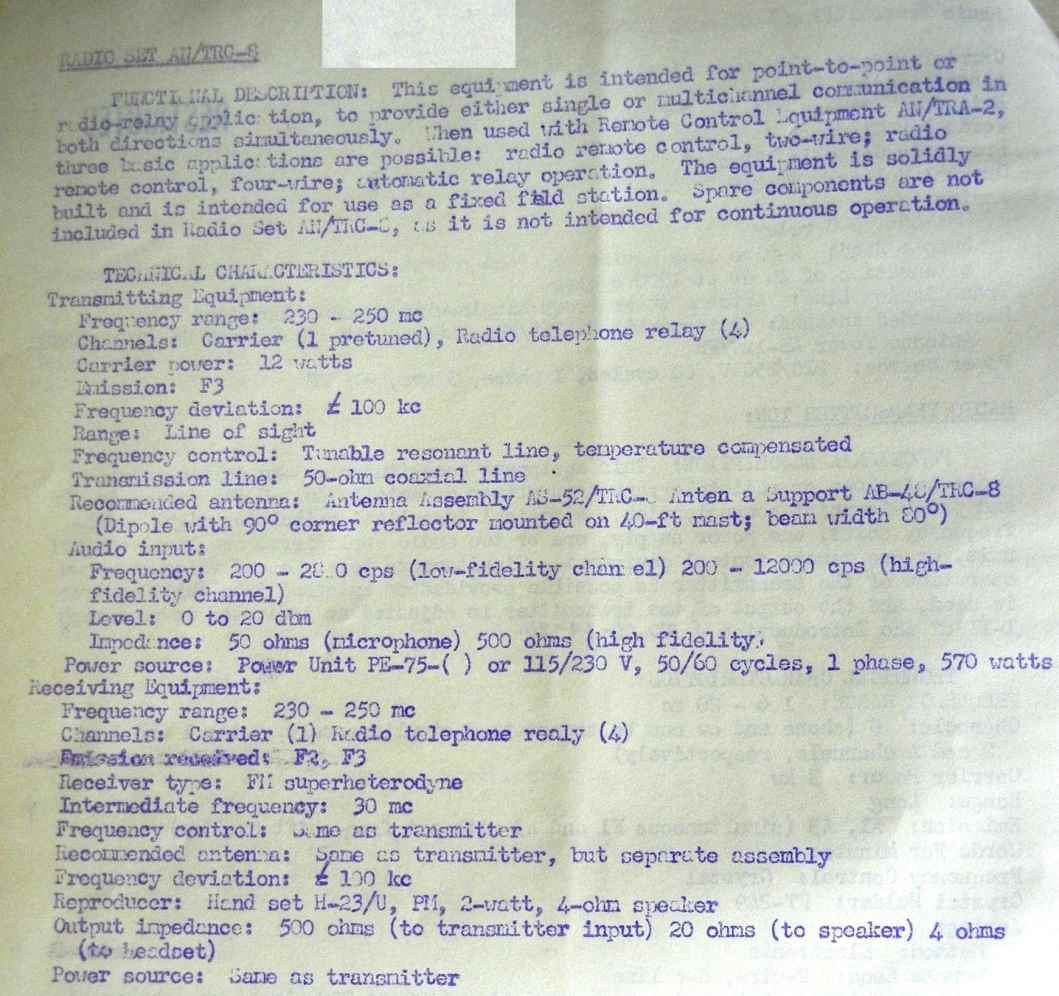 RADIO SET AN/TRC-8
FUNCTIONAL DESCRIPTION: This equipment is intended for point-to-point or
radio-relay application, to provide either single or multichannel communication in
both directions simultaneously. When used with Remote Control Equipment AN/TRA-2,
three basic applications are possible: radio remote control, two-wire; radio
remote control, four-wire; automatic relay operation. The equipment is solidly
built and is intended for use as a fixed field station. Spare components are not
included in Radio Set AN/TRC-8, as it is not intended for continuous operation.
TECHNICAL CHARACTERISTICS:
Transmitting Equipment:
Frequency range: 230 - 250 mc
Channels: Carrier (1 pretuned), Radio telephone relay (4)
Carrier power: 12 watts
Emission: F3
Frequency deviation: ± 100 kc
Range: Line of sight
Frequency control: Tunable resonant line, temperature compensated
Transmission line: 50-ohm coaxial line
Recommended antenna: Antenna Assembly AS-52/TRC- Antenna Support AB-48/TRC-8
(Dipole with 90° corner reflector mounted on 40-ft mast; beam width 80°)
Audio input:
Frequency: 200 - 2800 cps (low-fidelity channel) 200 - 12000 cps (high-
fidelity channel)
Level: 0 to 20 dbm
Impedance: 50 ohms (microphone) 500 ohms (high fidelity)
Power source: Power Unit PE-75-( ) or 115/230 V, 50/60 cycles, 1 phase, 570 watts
Receiving Equipment:
Frequency range: 230 - 250 mc
Channels: Carrier (1) Radio telephone realy (4)
Emission received: F2, F3
Receiver type: FM superheterodyne
Intermediate frequency: 30 mc
Frequency control: Same as transmitter
Recommended antenna: Same as transmitter, but separate assembly
Frequency deviation: ± 100 kc
Reproducer: Hand set H-23/U, PM, 2-watt, 4-ohm speaker
Output impedance: 500 ohms (to transmitter input) 20 ohms (to speaker) 4 ohms
(to headset)
Power source: Same as transmitter